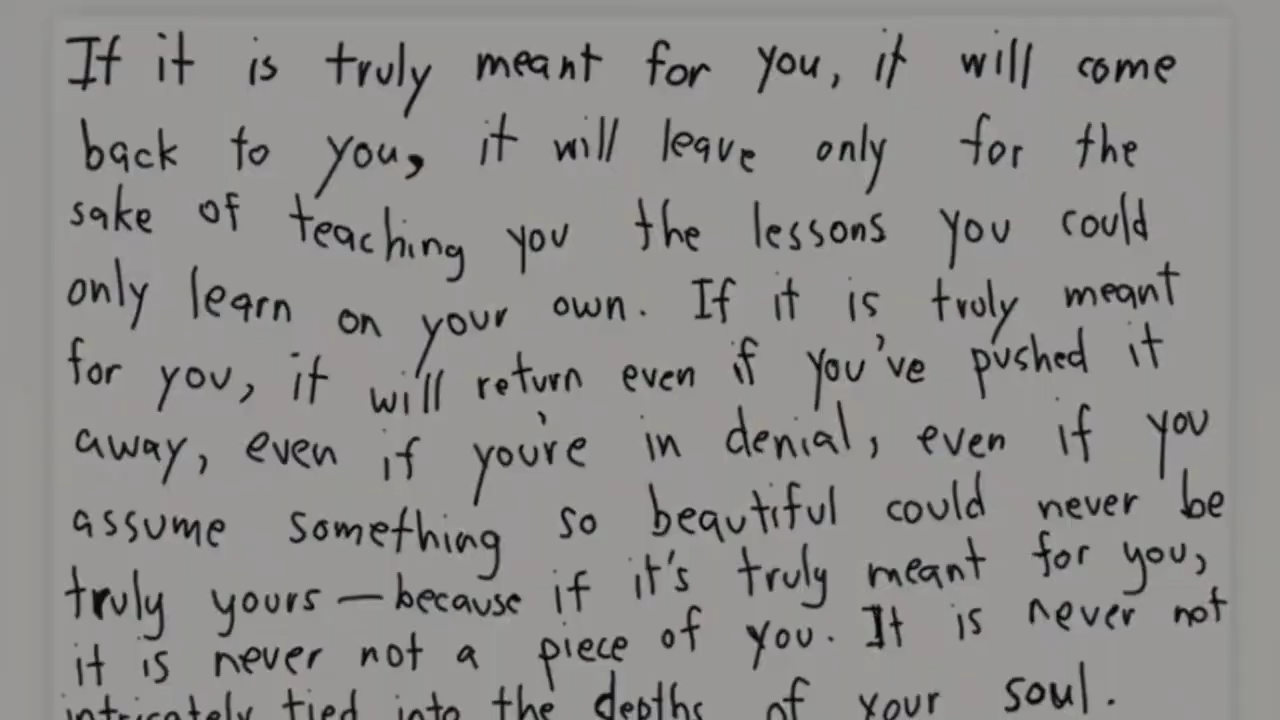 If it is truly meant for you, it will come
back to you, it will leave only for the
sake of teaching you the lessons you could
only learn on your own. If it is truly meant
for you, it will return even if you've pushed it
away, even if you're in denial, even if you
assume something so beautiful could never be
truly yours — because if it's truly meant for you,
it is never not a piece of you. It is never not
intricately tied into the depths of your soul.